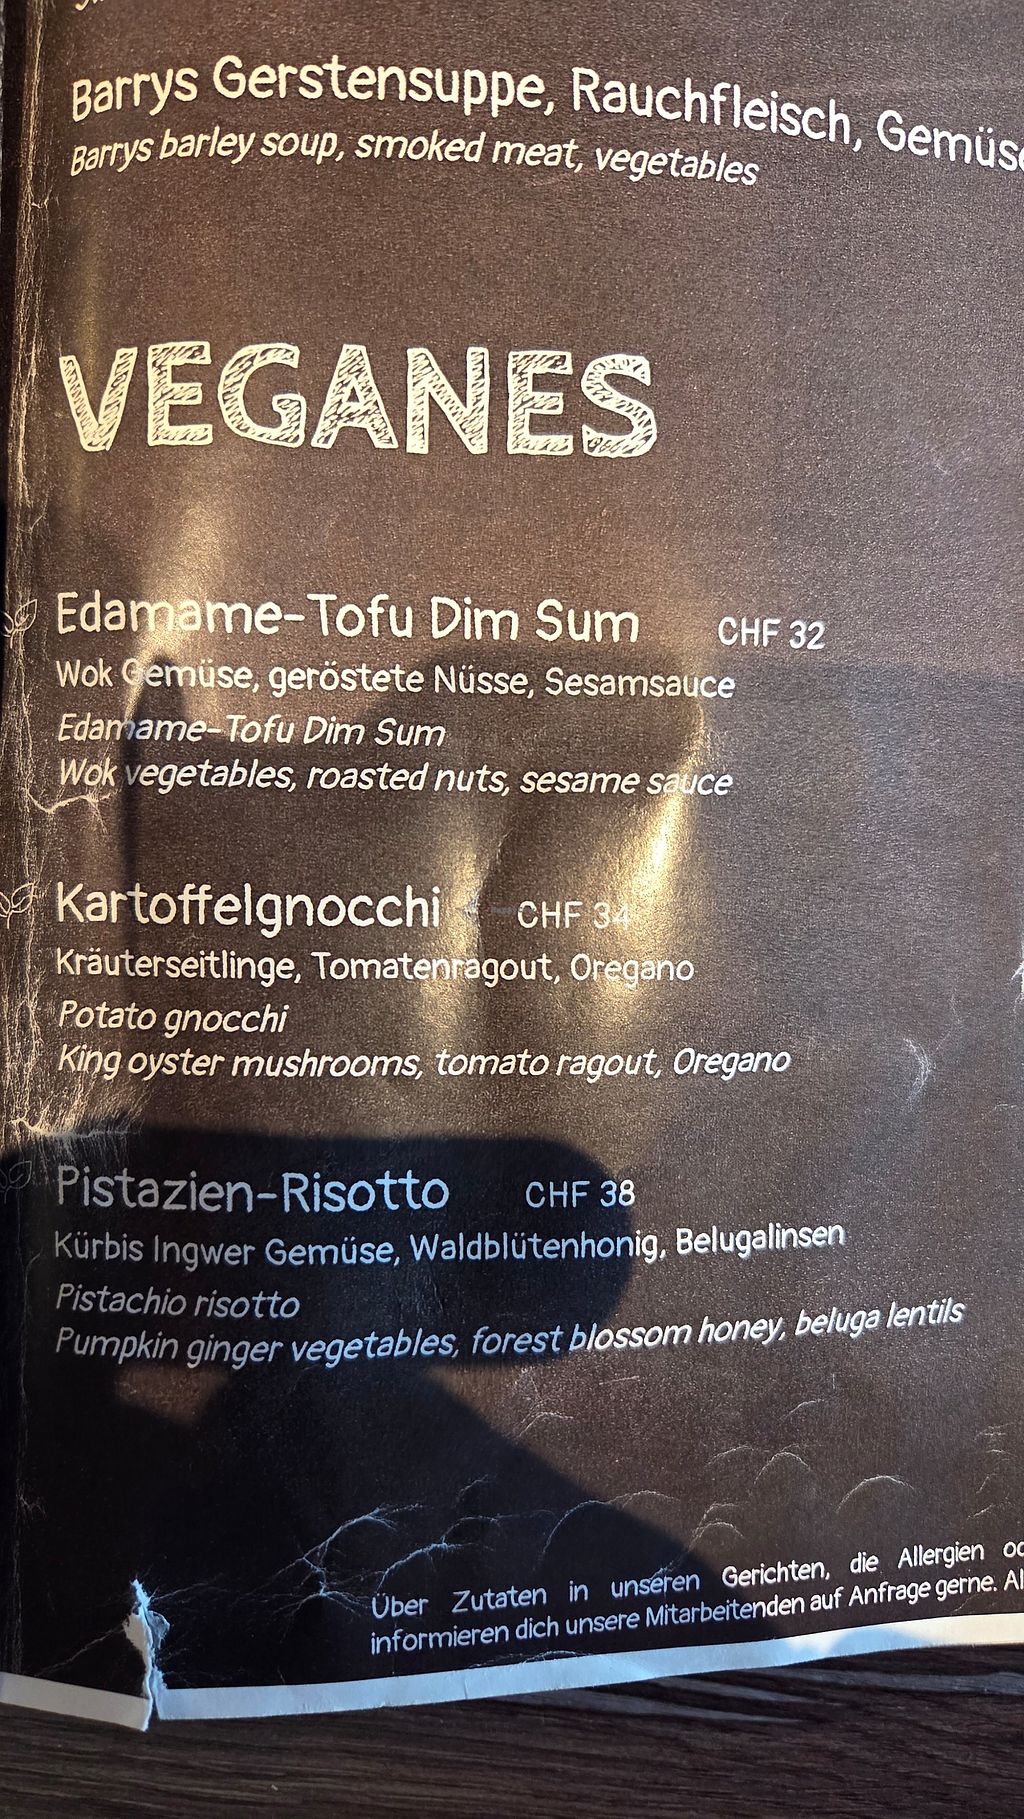 Barrys Gerstensuppe, Rauchfleisch,
Barrys barley soup, smoked meat, vegetables
VEGANES
Edamame-Tofu Dim Sum CHF 32
Wok Gemüse, geröstete Nüsse, Sesamsauce
Edamame-Tofu Dim Sum
Wok vegetables, roasted nuts, sesame sauce
Kartoffelgnocchi CHF 34
Kräuterseitlinge, Tomatenragout, Oregano
Potato gnocchi
King oyster mushrooms, tomato ragout, Oregano
Pistazien-Risotto CHF 38
Kürbis Ingwer Gemüse, Waldblütenhonig, Belugalinsen
Pistachio risotto
Pumpkin ginger vegetables, forest blossom honey, beluga lentils
Über Zutaten in unseren Gerichten, die Allergien
informieren dich unsere Mitarbeitenden auf Anfrage gerne.